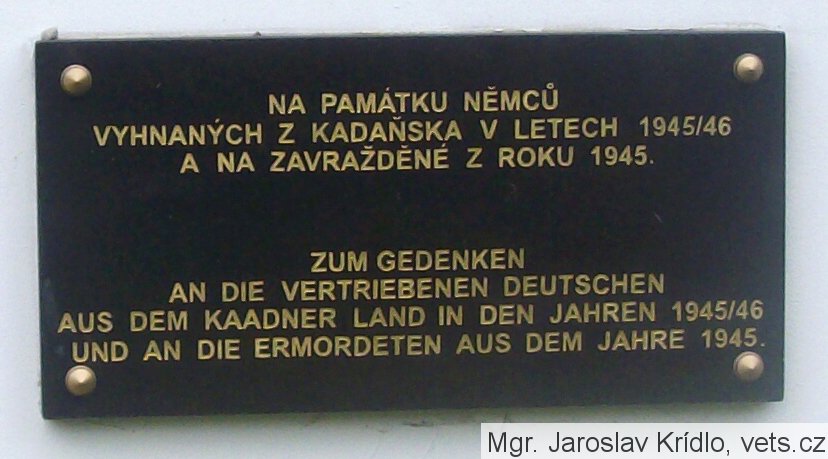 NA PAMÁTKU NĚMCŮ
VYHNANÝCH Z KADAŇSKA V LETECH 1945/46
A NA ZAVRAŽDĚNÉ Z ROKU 1945.
ZUM GEDENKEN
AN DIE VERTRIEBENEN DEUTSCHEN
AUS DEM KAADNER LAND IN DEN JAHREN 1945/46
UND AN DIE ERMORDETEN AUS DEM JAHRE 1945.
Mgr. Jaroslav Krídlo, vets.cz